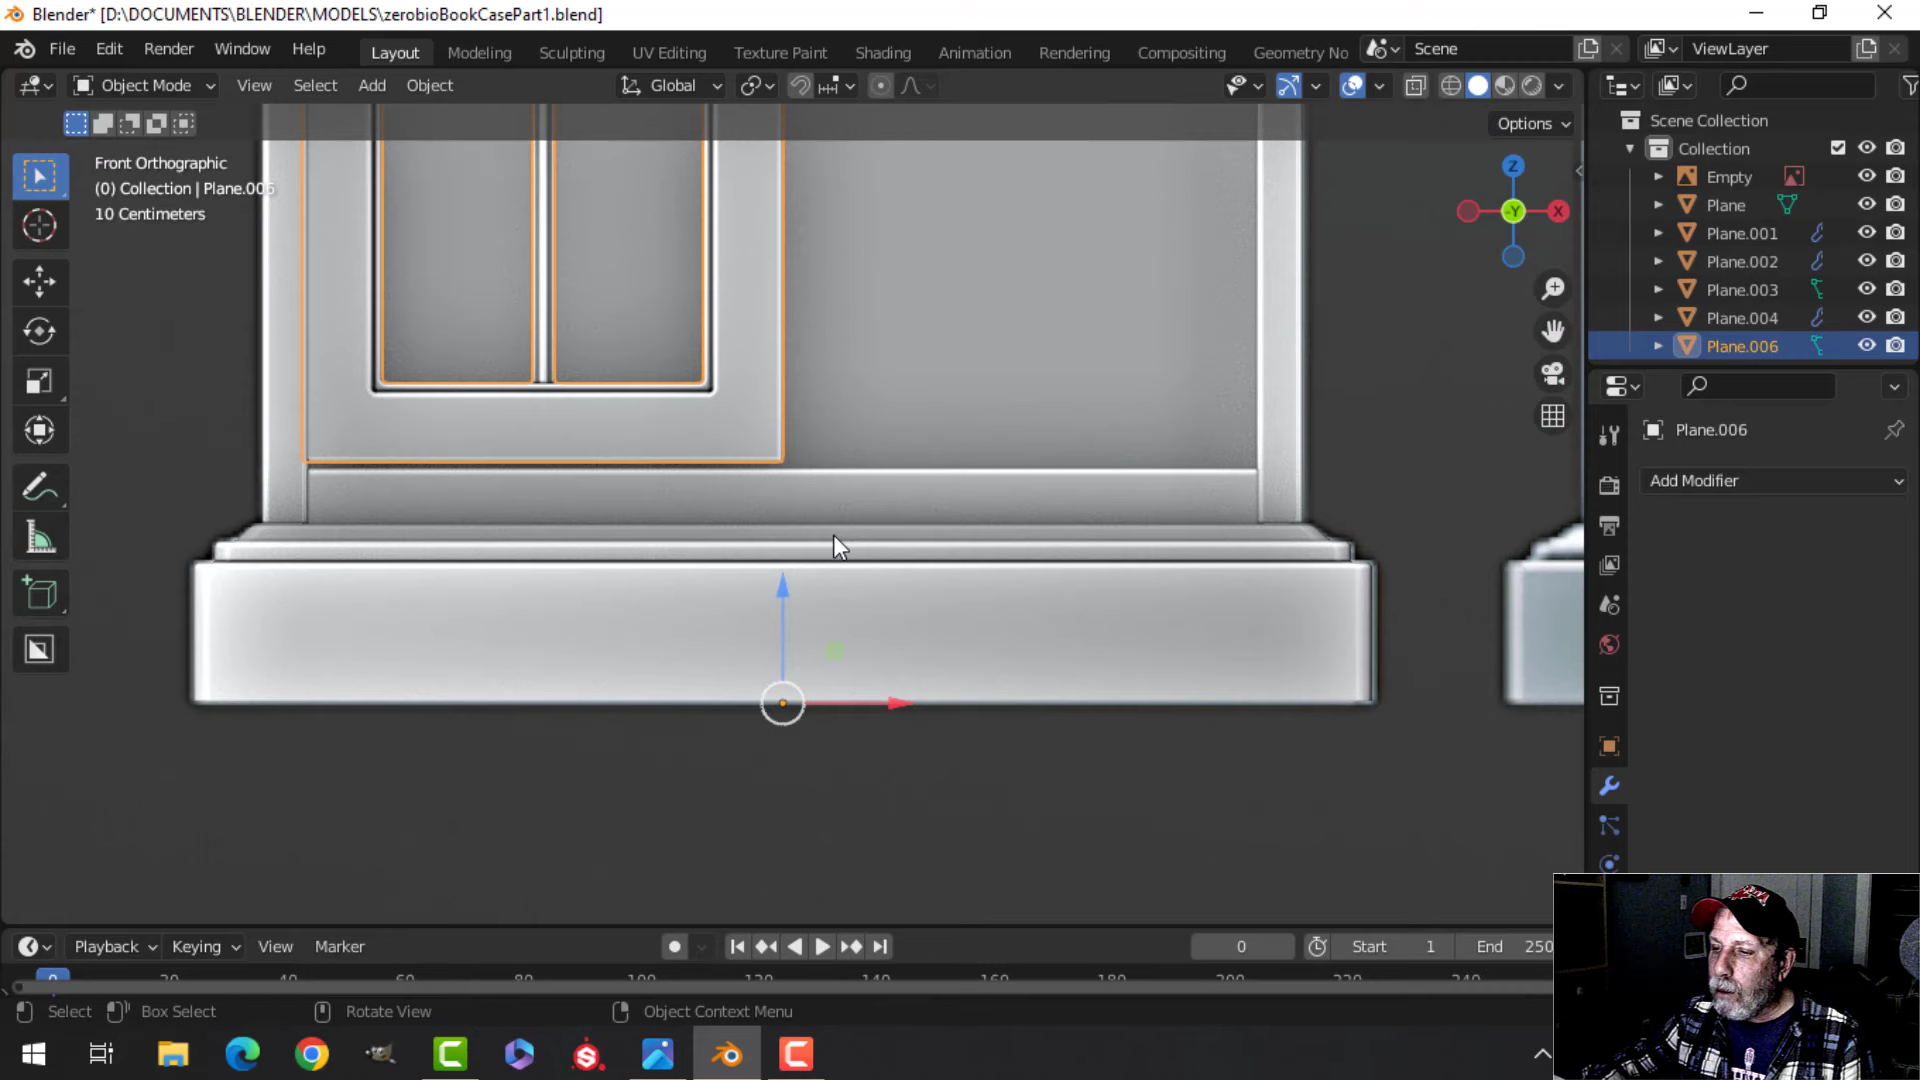 Blender* [D:\DOCUMENTS\BLENDER\MODELS\zerobioBookCasePart1.blend]
File Edit Render Window Help Layout Modeling Sculpting UV Editing Texture Paint Shading Animation Rendering Compositing Geometry No Scene ViewLayer
Object Mode View Select Add Object Global
Options
Front Orthographic
(0) Collection | Plane.006
10 Centimeters
Z
X
-Y
Scene Collection
Collection
Empty
Plane
Plane.001
Plane.002
Plane.003
Plane.004
Plane.006
Plane.006
Add Modifier
Playback Keying View Marker 0 Start 1 End 250
Select Box Select Rotate View Object Context Menu